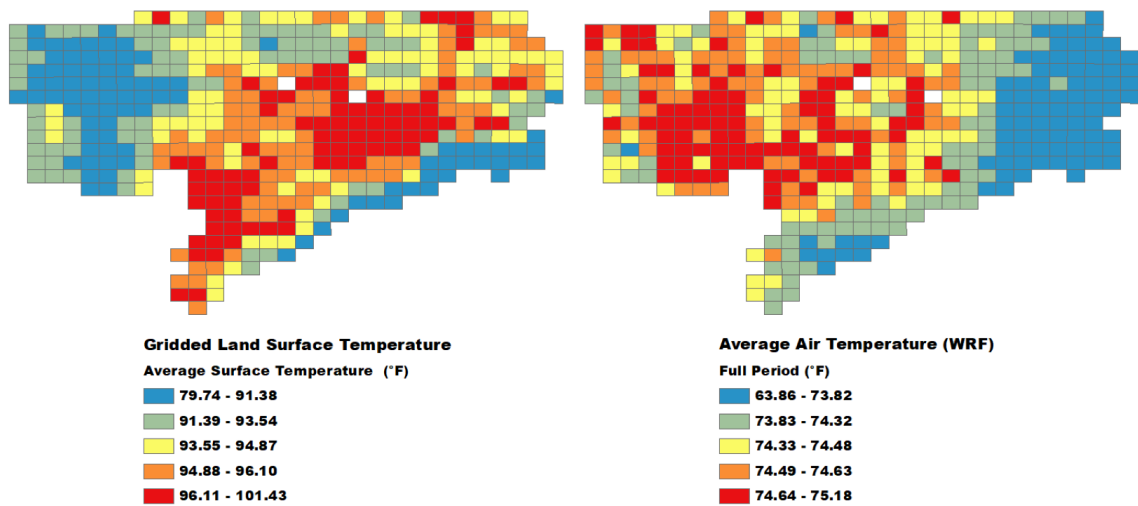 Gridded Land Surface Temperature
Average Surface Temperature (°F)
79.74 - 91.38
91.39 - 93.54
93.55 - 94.87
94.88 - 96.10
96.11 - 101.43
Average Air Temperature (WRF)
Full Period (°F)
63.86 - 73.82
73.83 - 74.32
74.33 - 74.48
74.49 - 74.63
74.64 - 75.18